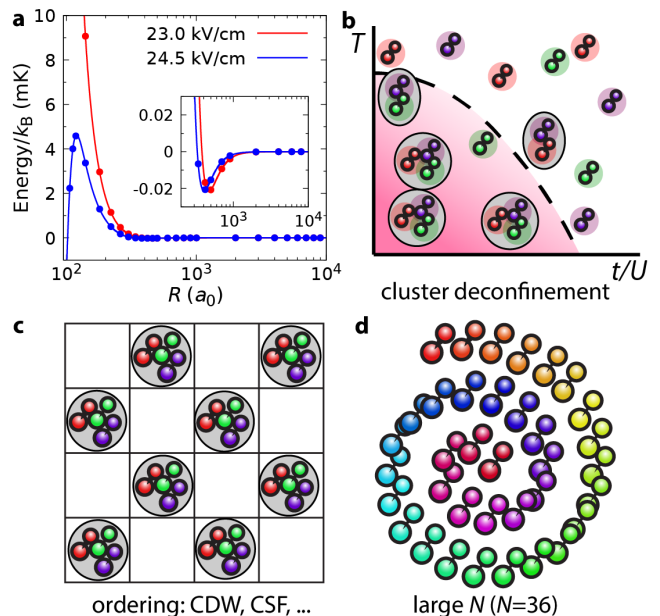 a
23.0 kV/cm
24.5 kV/cm
Energy/k_B (mK)
10
8
6
4
2
0
0.02
0.00
-0.02
10^3
10^4
10^2
10^3
10^4
R (a_0)
b
T
t/U
cluster deconfinement
c
ordering: CDW, CSF, ...
d
large N (N=36)